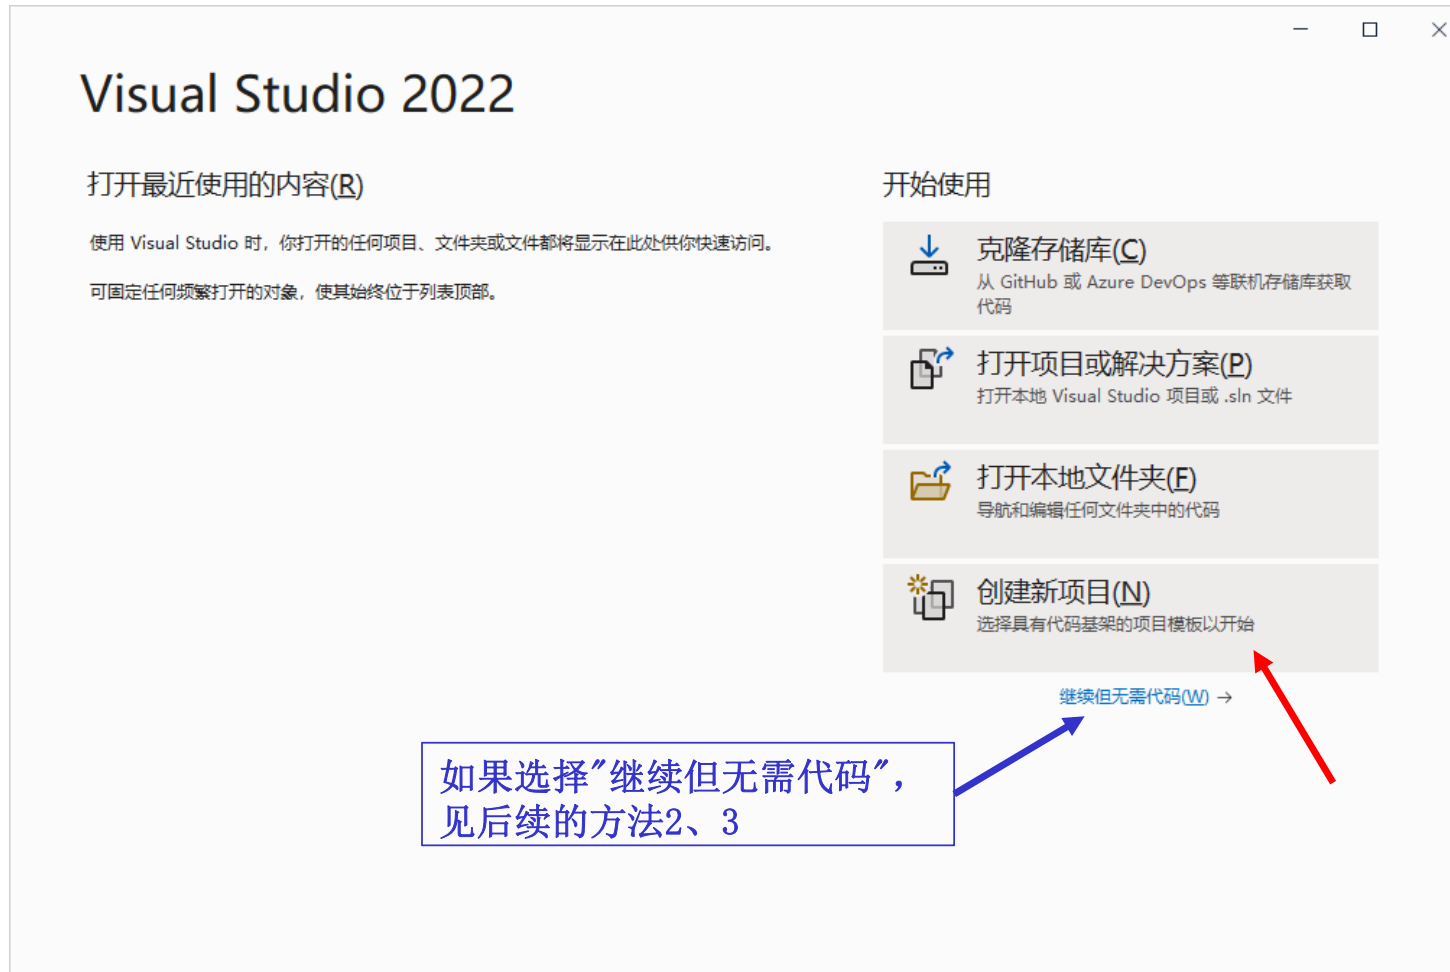 Visual Studio 2022
打开最近使用的内容(R)
使用 Visual Studio 时，你打开的任何项目、文件夹或文件都将显示在此处供你快速访问。
可固定任何频繁打开的对象，使其始终位于列表顶部。
开始使用
克隆存储库(C)
从 GitHub 或 Azure DevOps 等联机存储库获取
代码
打开项目或解决方案(P)
打开本地 Visual Studio 项目或 .sln 文件
打开本地文件夹(F)
导航和编辑任何文件夹中的代码
创建新项目(N)
选择具有代码基架的项目模板以开始
继续但无需代码(W) →
如果选择"继续但无需代码"，
见后续的方法2、3